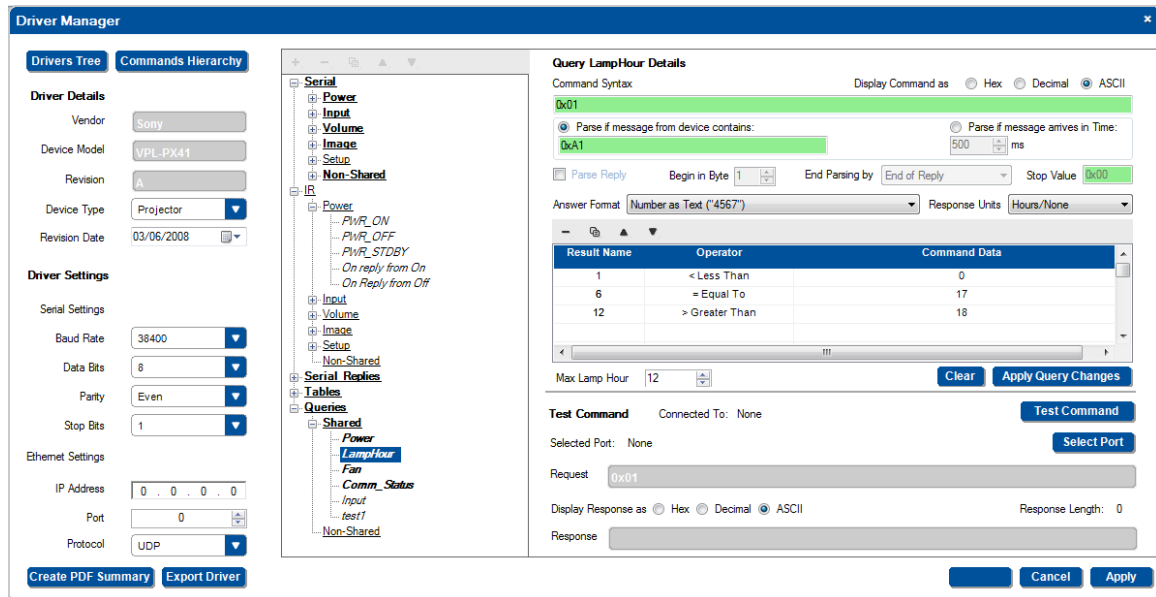 Driver Manager
Drivers Tree Commands Hierarchy
Driver Details
Vendor Sony
Device Model VPL-PX41
Revision A
Device Type Projector
Revision Date 03/06/2008
Driver Settings
Serial Settings
Baud Rate 38400
Data Bits 8
Parity Even
Stop Bits 1
Ethernet Settings
IP Address 0 . 0 . 0 . 0
Port 0
Protocol UDP
Create PDF Summary Export Driver
Serial
Power
Input
Volume
Image
Setup
Non-Shared
IR
Power
PWR_ON
PWR_OFF
PWR_STDBY
On reply from On
On Reply from Off
Input
Volume
Image
Setup
Non-Shared
Serial Replies
Tables
Queries
Shared
Power
LampHour
Fan
Comm_Status
Input
test1
Non-Shared
Query LampHour Details
Command Syntax Display Command as Hex Decimal ASCII
0x01
Parse if message from device contains: Parse if message arrives in Time:
0xA1 500 ms
Parse Reply Begin in Byte 1 End Parsing by End of Reply Stop Value 0x00
Answer Format Number as Text ("4567") Response Units Hours/None
Result Name Operator Command Data
1 < Less Than 0
6 = Equal To 17
12 > Greater Than 18
Max Lamp Hour 12 Clear Apply Query Changes
Test Command Connected To: None Test Command
Selected Port: None Select Port
Request 0x01
Display Response as Hex Decimal ASCII Response Length: 0
Response
Cancel Apply